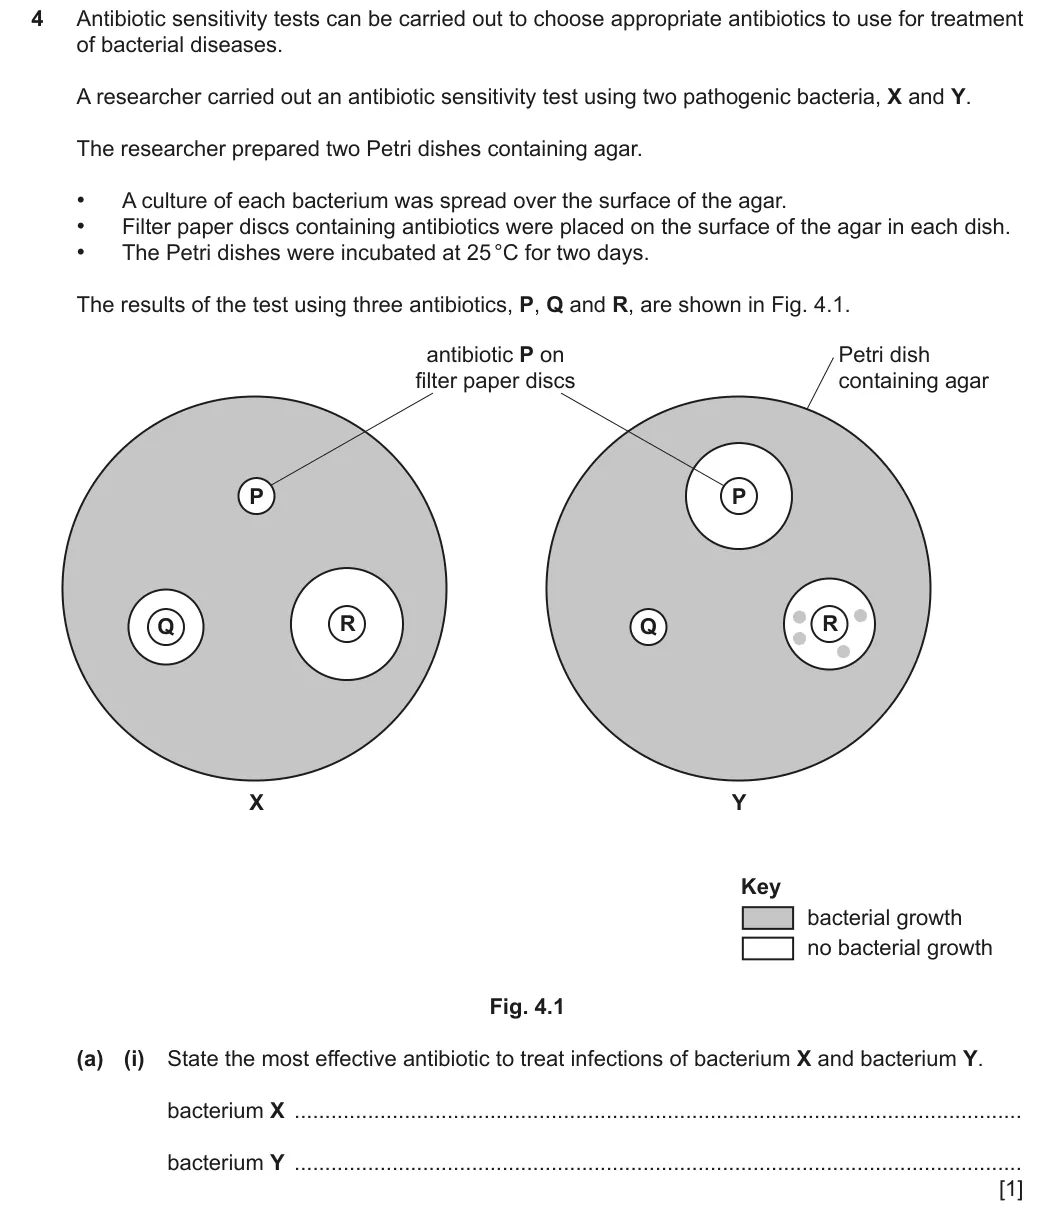 4 Antibiotic sensitivity tests can be carried out to choose appropriate antibiotics to use for treatment
of bacterial diseases.
A researcher carried out an antibiotic sensitivity test using two pathogenic bacteria, X and Y.
The researcher prepared two Petri dishes containing agar.
• A culture of each bacterium was spread over the surface of the agar.
• Filter paper discs containing antibiotics were placed on the surface of the agar in each dish.
• The Petri dishes were incubated at 25 °C for two days.
The results of the test using three antibiotics, P, Q and R, are shown in Fig. 4.1.
antibiotic P on
filter paper discs
Petri dish
containing agar
P
Q
R
X
P
Q
R
Y
Key
bacterial growth
no bacterial growth
Fig. 4.1
(a) (i) State the most effective antibiotic to treat infections of bacterium X and bacterium Y.
bacterium X ........................................................................................................................
bacterium Y ........................................................................................................................
[1]